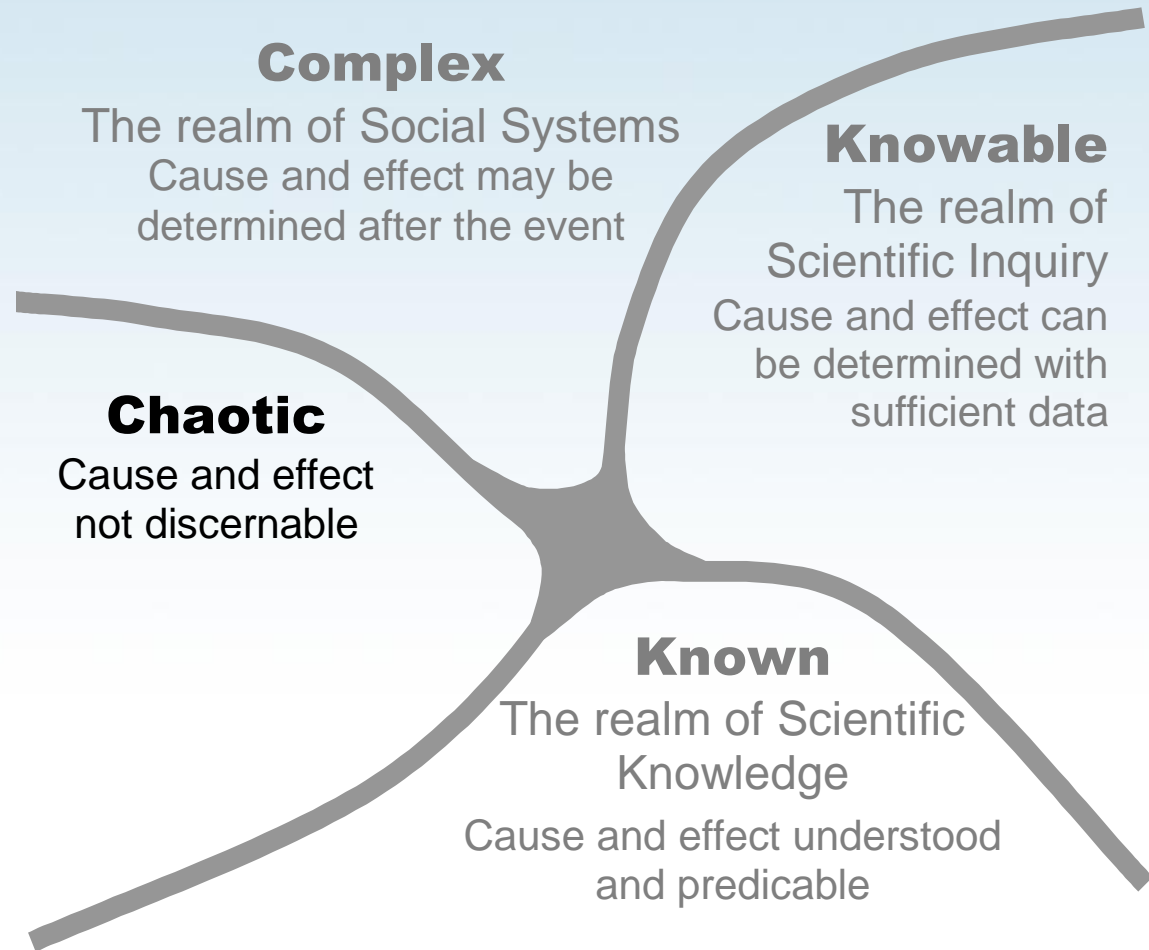 Complex
The realm of Social Systems
Cause and effect may be
determined after the event
Knowable
The realm of
Scientific Inquiry
Cause and effect can
be determined with
sufficient data
Chaotic
Cause and effect
not discernable
Known
The realm of Scientific
Knowledge
Cause and effect understood
and predicable